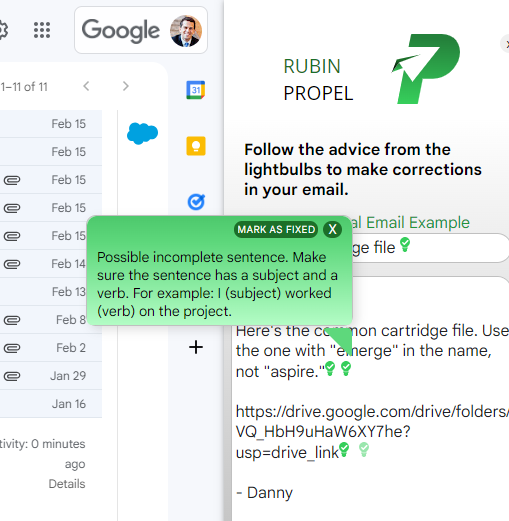 Google
1–11 of 11
Feb 15
Feb 15
Feb 15
Feb 15
Feb 15
Feb 14
Feb 13
Feb 8
Feb 2
Jan 29
Jan 16
tivity: 0 minutes
ago
Details
31
RUBIN
PROPEL
Follow the advice from the
lightbulbs to make corrections
in your email.
al Email Example
ge file
MARK AS FIXED X
Possible incomplete sentence. Make
sure the sentence has a subject and a
verb. For example: I (subject) worked
(verb) on the project.
Here's the common cartridge file. Use
the one with "emerge" in the name,
not "aspire."
https://drive.google.com/drive/folders/
VQ_HbH9uHaW6XY7he?
usp=drive_link
- Danny